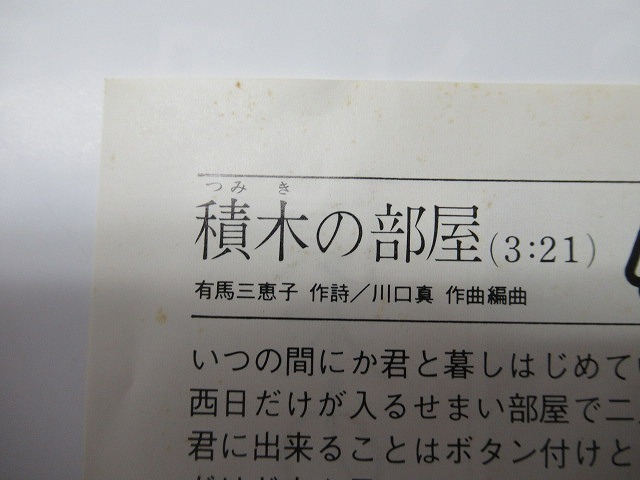 つみき
積木の部屋(3:21)
有馬三恵子 作詩／川口真 作曲編曲
いつの間にか君と暮しはじめて
西日だけが入るせまい部屋で二
君に出来ることはボタン付けと